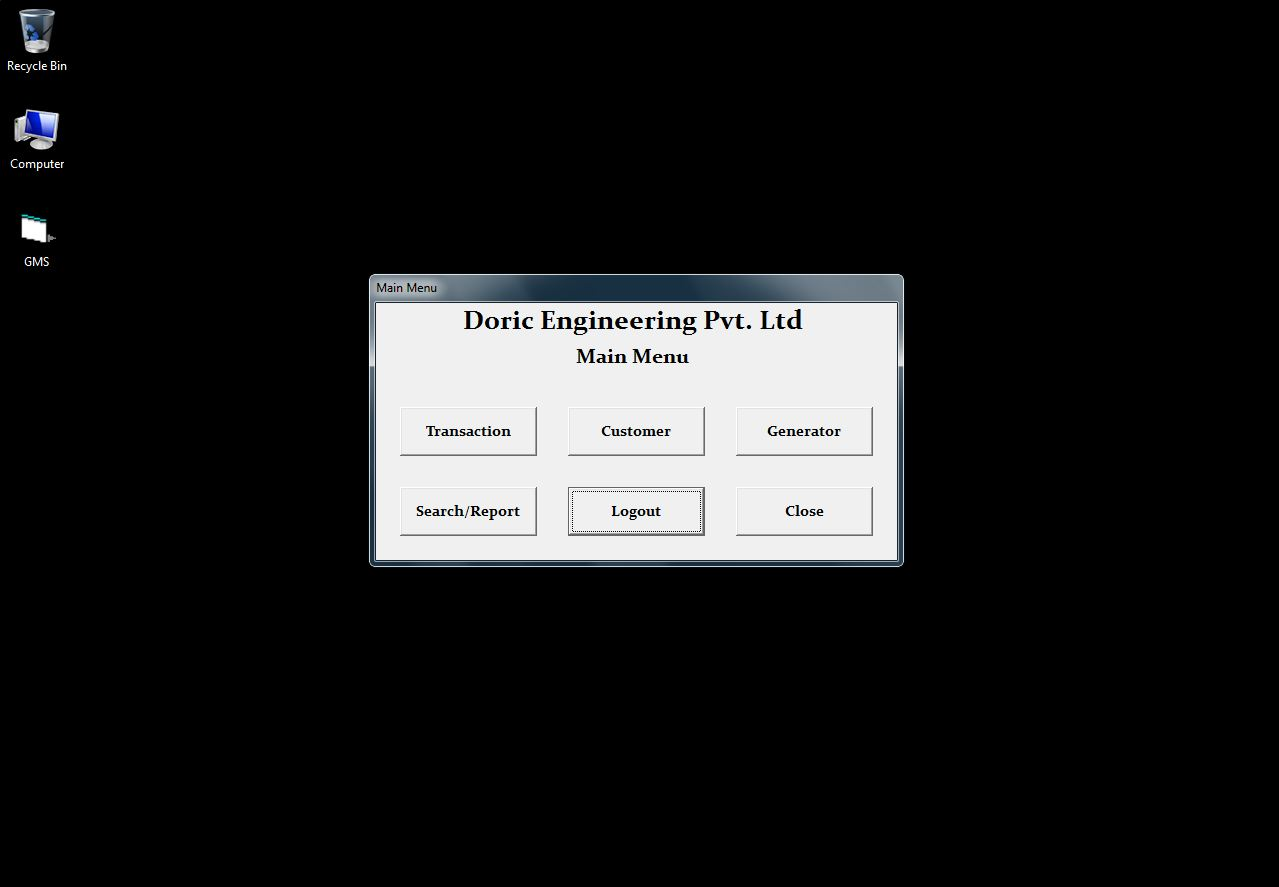 Recycle Bin
Computer
GMS
Main Menu
Doric Engineering Pvt. Ltd
Main Menu
Transaction
Customer
Generator
Search/Report
Logout
Close